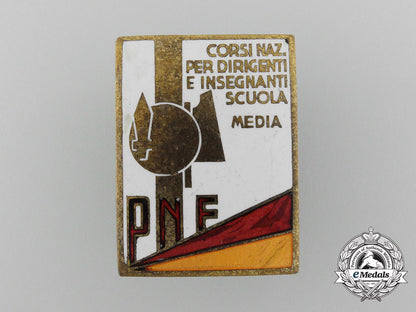 CORSI NAZ.
PER DIRIGENTI
E INSEGNANTI
SCUOLA
MEDIA
PNF
eMedals